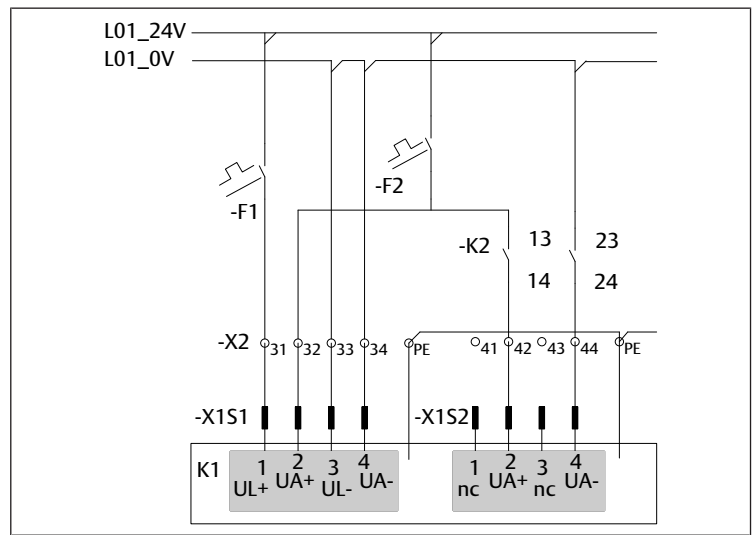 L01_24V
L01_0V
-F2
-F1
-K2 13 23
14 24
-X2 31 32 33 34 PE 41 42 43 44 PE
-X1S1 -X1S2
K1 1 2 3 4 1 2 3 4
UL+ UA+ UL- UA- nc UA+ nc UA-